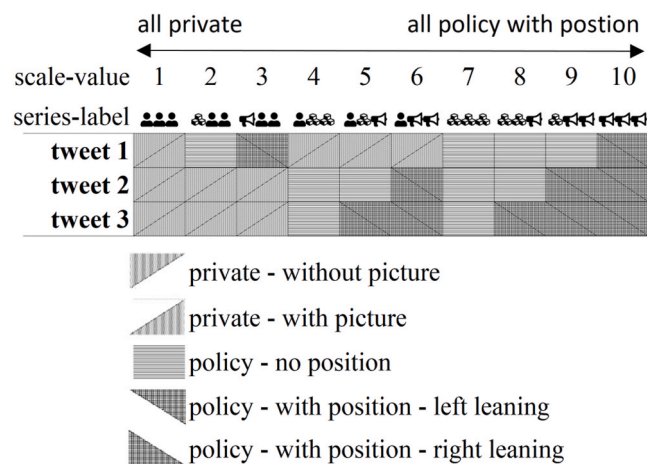 all private all policy with postion
scale-value 1 2 3 4 5 6 7 8 9 10
series-label
tweet 1
tweet 2
tweet 3
private - without picture
private - with picture
policy - no position
policy - with position - left leaning
policy - with position - right leaning